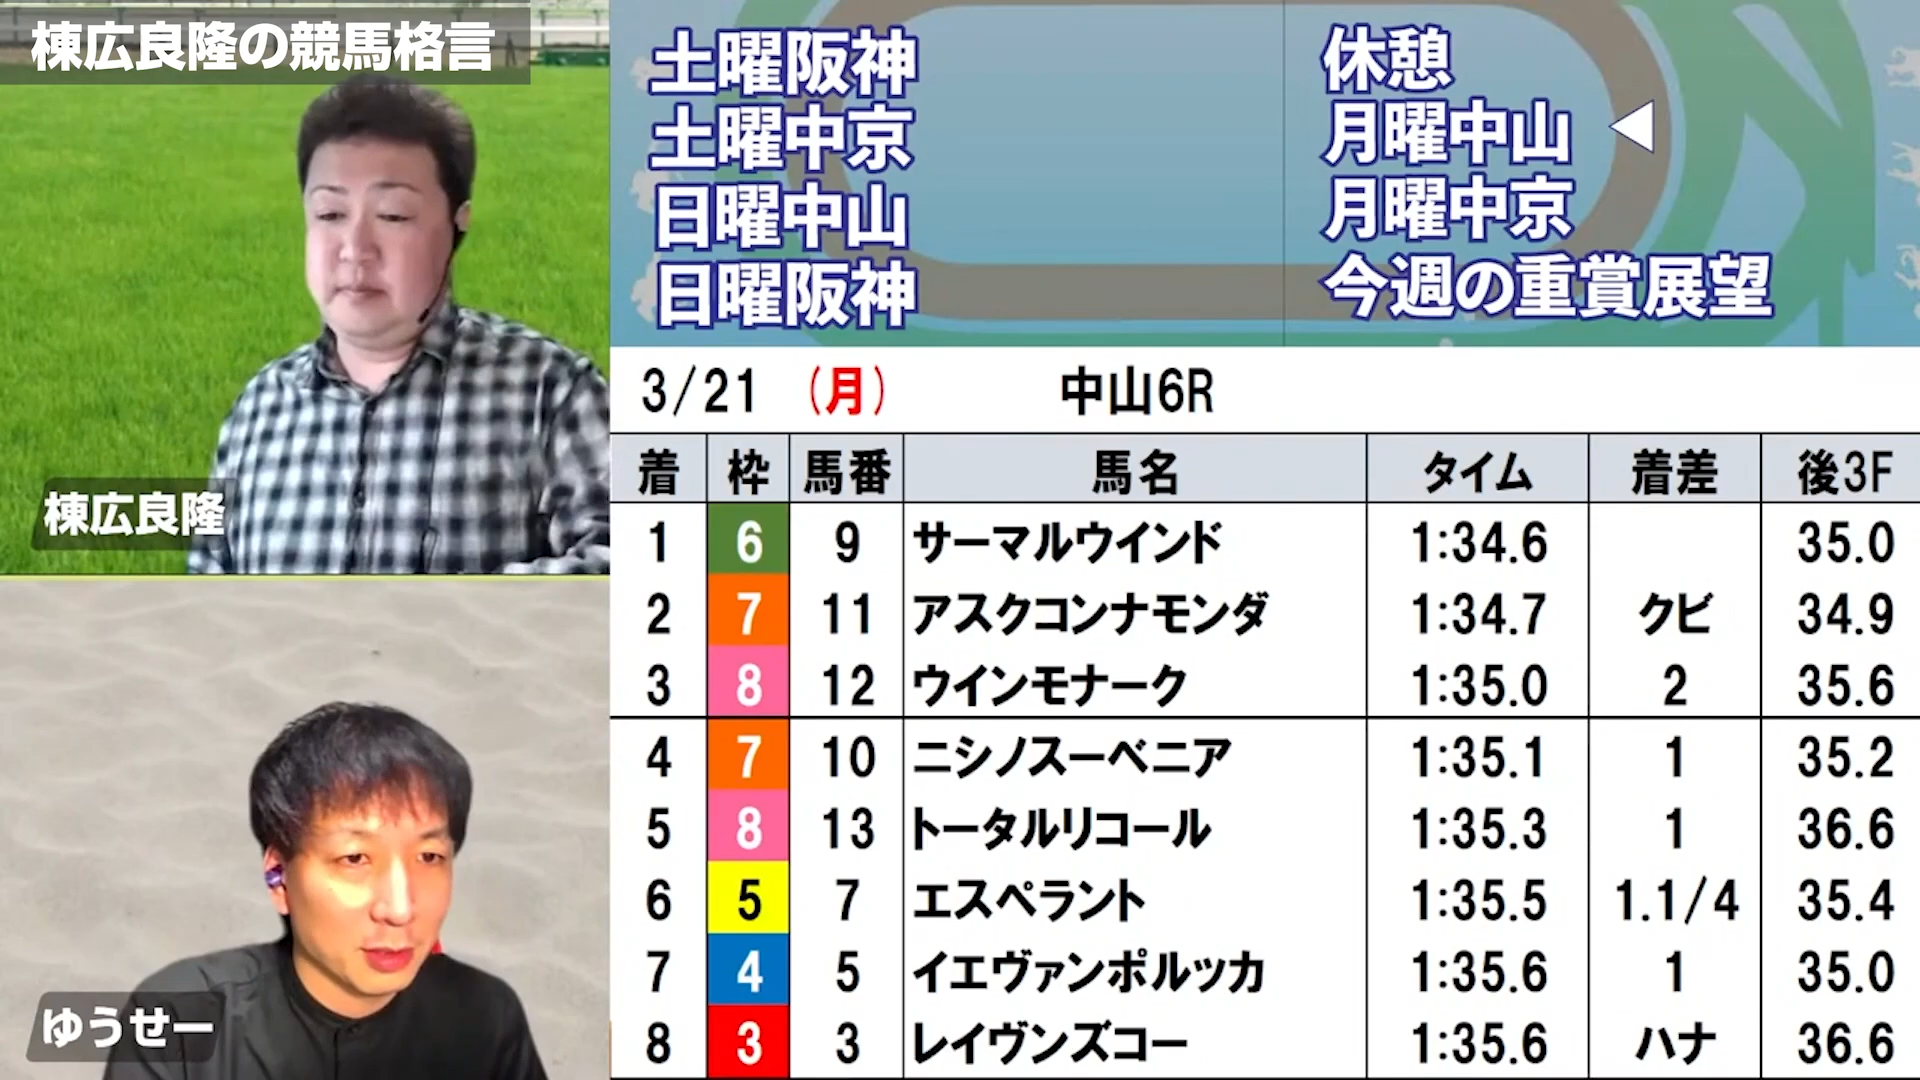 棟広良隆の競馬格言
棟広良隆
ゆうせー
土曜阪神
土曜中京
日曜中山
日曜阪神
休憩
月曜中山 ◀
月曜中京
今週の重賞展望
3/21 (月) 中山6R
着 枠 馬番 馬名 タイム 着差 後3F
1 6 9 サーマルウインド 1:34.6 35.0
2 7 11 アスクコンナモンダ 1:34.7 クビ 34.9
3 8 12 ウインモナーク 1:35.0 2 35.6
4 7 10 ニシノスーベニア 1:35.1 1 35.2
5 8 13 トータルリコール 1:35.3 1 36.6
6 5 7 エスペラント 1:35.5 1.1/4 35.4
7 4 5 イエヴァンポルッカ 1:35.6 1 35.0
8 3 3 レイヴンズコー 1:35.6 ハナ 36.6